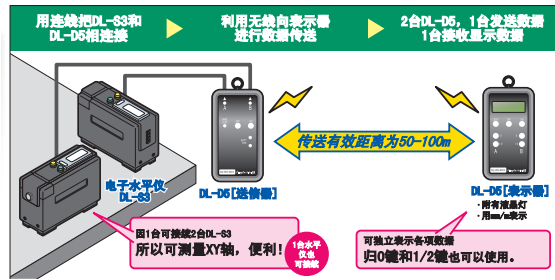 用连线把DL-S3和
DL-D5相连接
利用无线向表示器
进行数据传送
2台DL-D5，1台发送数据
1台接收显示数据
传送有效距离为50-100m
电子水平仪
DL-S3
DL-D5[送信器]
DL-D5[表示器]
·附有液晶灯
·用mm/m表示
因1台可接续2台DL-S3
所以可测量XY轴，便利！
1台水平
仪也
可接续
可独立表示各项数据
归0键和1/2键也可以使用。